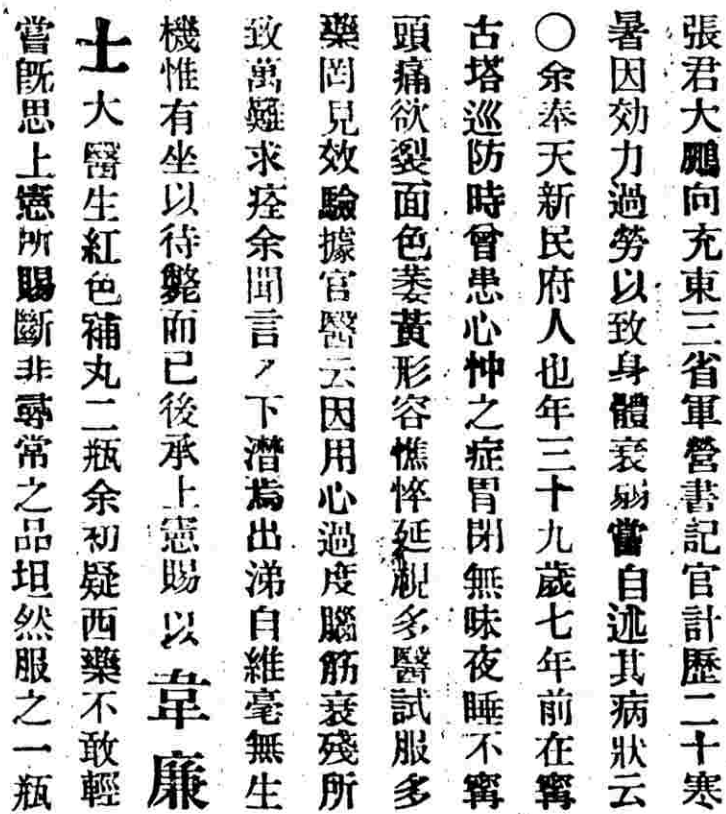 張君大鵬向充東三省軍營書記官計歷二十寒
暑因効力過勞以致身體衰弱嘗自述其病狀云
〇余奉天新民府人也年三十九歲七年前在甯
古塔巡防時曾患心忡之症胃閉無味夜睡不甯
頭痛欲裂面色萎黃形容憔悴延視多醫試服多
藥罔見效驗據官醫云因用心過度腦筋衰殘所
致萬難求痊余聞言之下潸焉出涕自維毫無生
機惟有坐以待斃而已後承上憲賜以韋廉
士大醫生紅色補丸二瓶余初疑西藥不敢輕
嘗旣思上憲所賜斷非尋常之品坦然服之一瓶